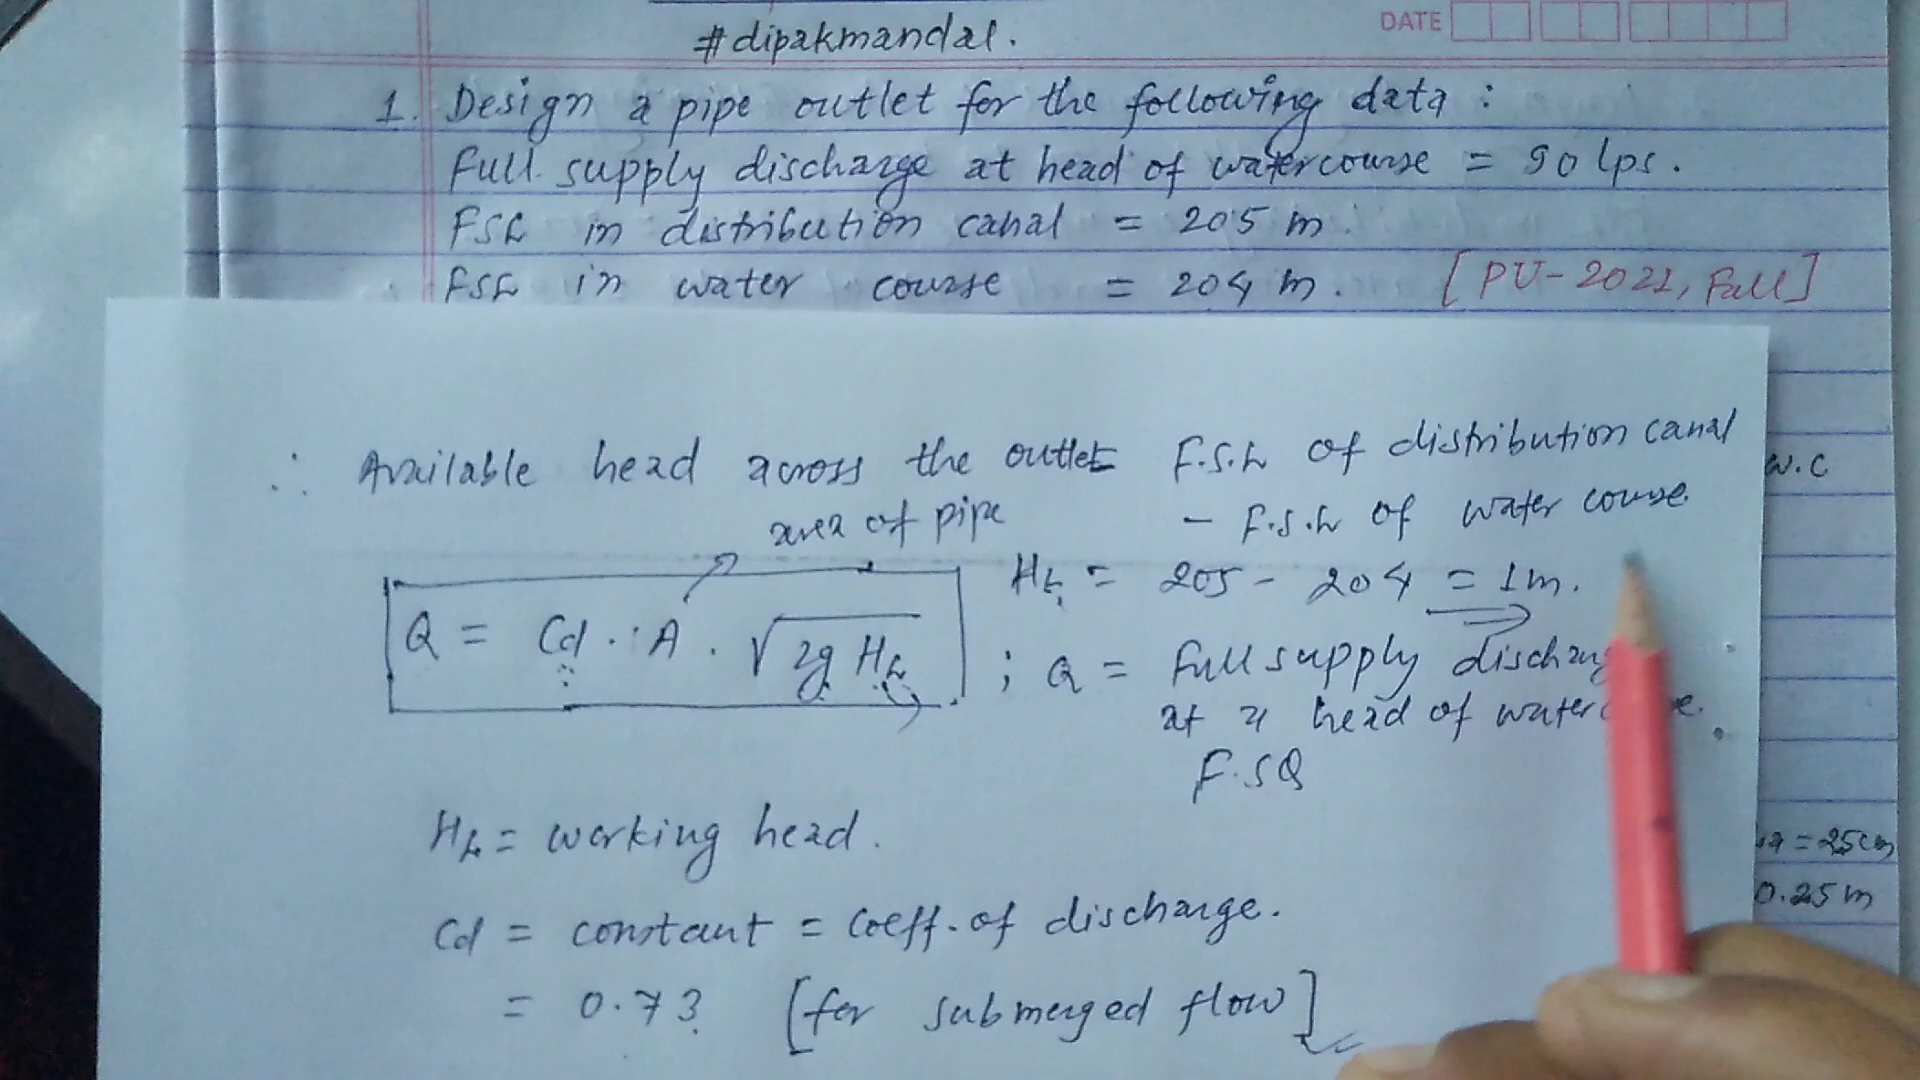 #dipakmandal.
DATE
1. Design a pipe outlet for the following data :
Full supply discharge at head of watercourse = 90 lps.
FSL in distribution canal = 205 m.
FSL in water course = 204 m. [PU-2021, Fall]
∴ Available head across the outlet F.S.L of distribution canal
- F.S.L of water course.
area of pipe
HL = 205 - 204 = 1m.
Q = Cd . A . √2g HL ; Q = Full supply discharg
at head of water
F.SQ
HL = working head.
Cd = constant = Coeff. of discharge.
= 0.73 [for submerged flow]
w.c
= 25cm
0.25 m